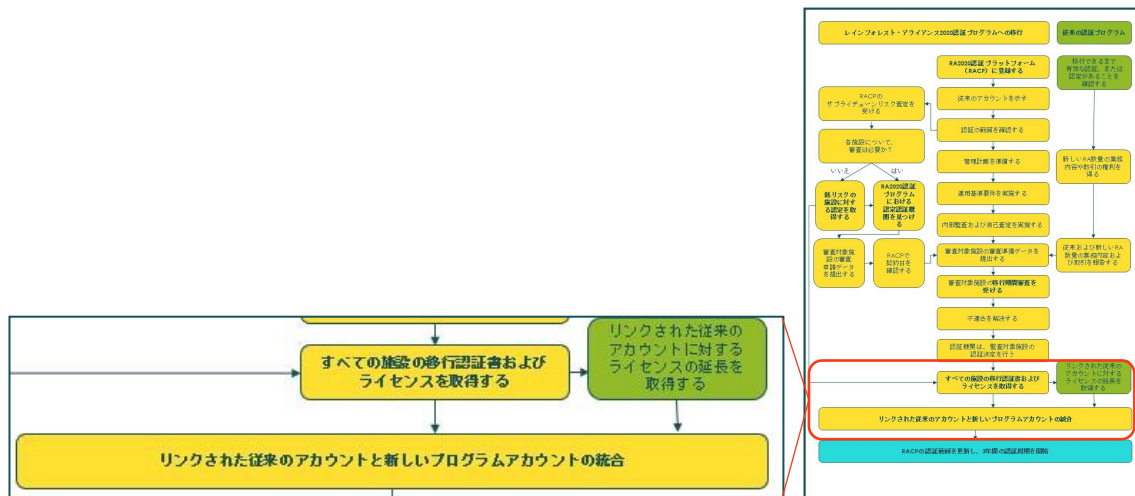 リンクされた従来の
アカウントに対する
ライセンスの延長を
取得する
すべての施設の移行認証書および
ライセンスを取得する
リンクされた従来のアカウントと新しいプログラムアカウントの統合
レインフォレスト・アライアンス2020認証プログラムへの移行
従来の認証プログラム
RA2020認証プラットフォーム
（RACP）に登録する
移行できるまで
有効な認証、または
認定があることを
確認する
RACPの
サプライチェーンリスク査定を
受ける
従来のアカウントを示す
認証の範囲を確認する
各施設について、
審査は必要か？
管理計画を準備する
新しいRA数量の業務
内容や取引の権利を
得る
いいえ
はい
低リスクの
施設に対す
る認定を取
得する
RA2020認証
プログラム
における
認定認証機
関を見つける
適用基準要件を実施する
内部監査および自己査定を実施する
審査対象施
設の審査
申請データ
を提出する
RACPで
契約日を
確認する
審査対象施設の審査準備データを
提出する
従来および新しいRA
数量の業務内容およ
び取引を報告する
審査対象施設の移行期間審査を
受ける
不適合を解決する
認証機関は、監査対象施設の
認証決定を行う
すべての施設の移行認証書および
ライセンスを取得する
リンクされた従来の
アカウントに対する
ライセンスの延長を
取得する
リンクされた従来のアカウントと新しいプログラムアカウントの統合
RACPの認証範囲を更新し、3年間の認証周期を開始